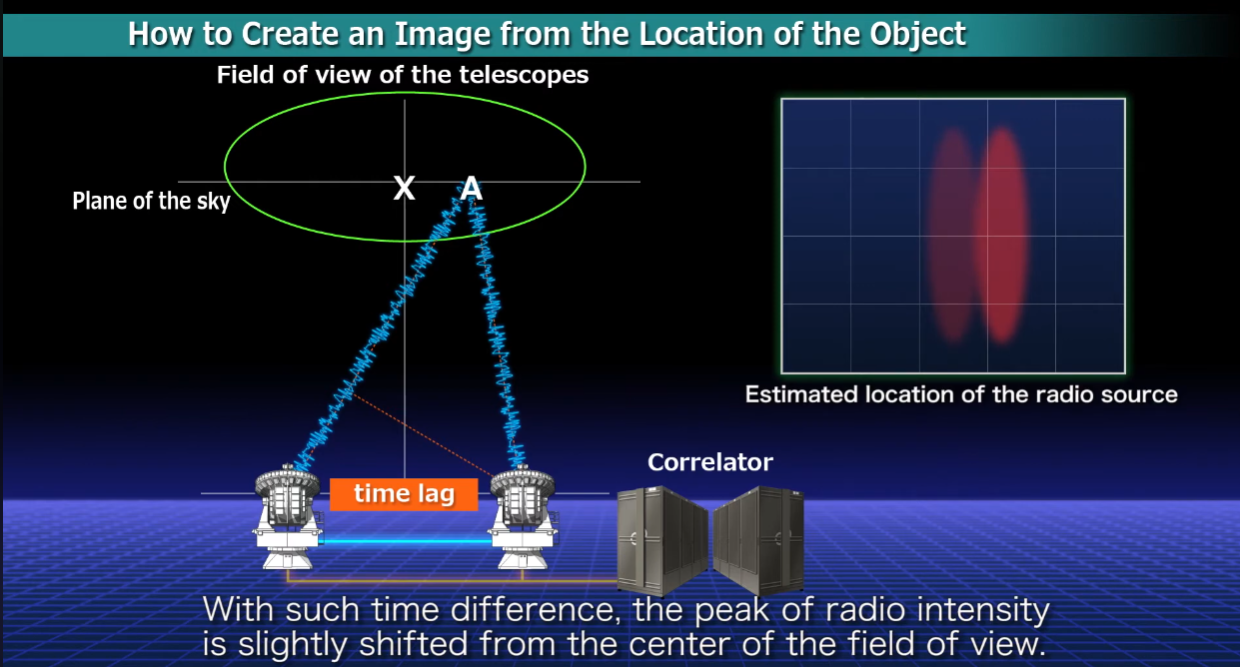 How to Create an Image from the Location of the Object
Field of view of the telescopes
X A
Plane of the sky
Estimated location of the radio source
Correlator
time lag
With such time difference, the peak of radio intensity
is slightly shifted from the center of the field of view.